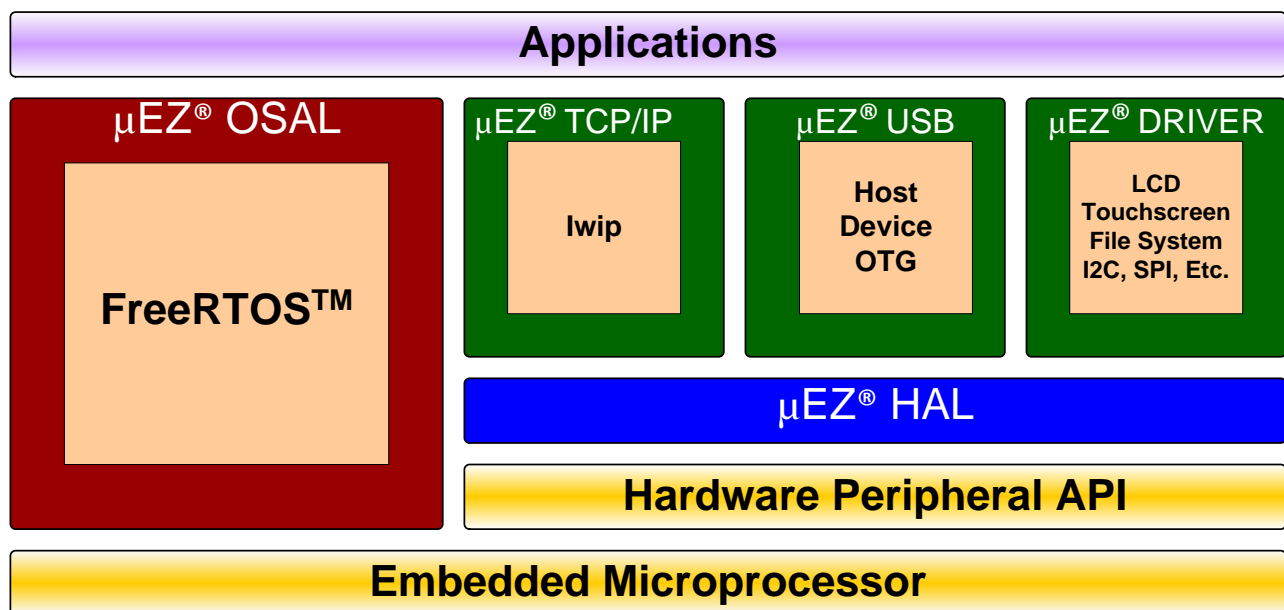 Applications
µEZ® OSAL
FreeRTOS™
µEZ® TCP/IP
lwip
µEZ® USB
Host
Device
OTG
µEZ® DRIVER
LCD
Touchscreen
File System
I2C, SPI, Etc.
µEZ® HAL
Hardware Peripheral API
Embedded Microprocessor